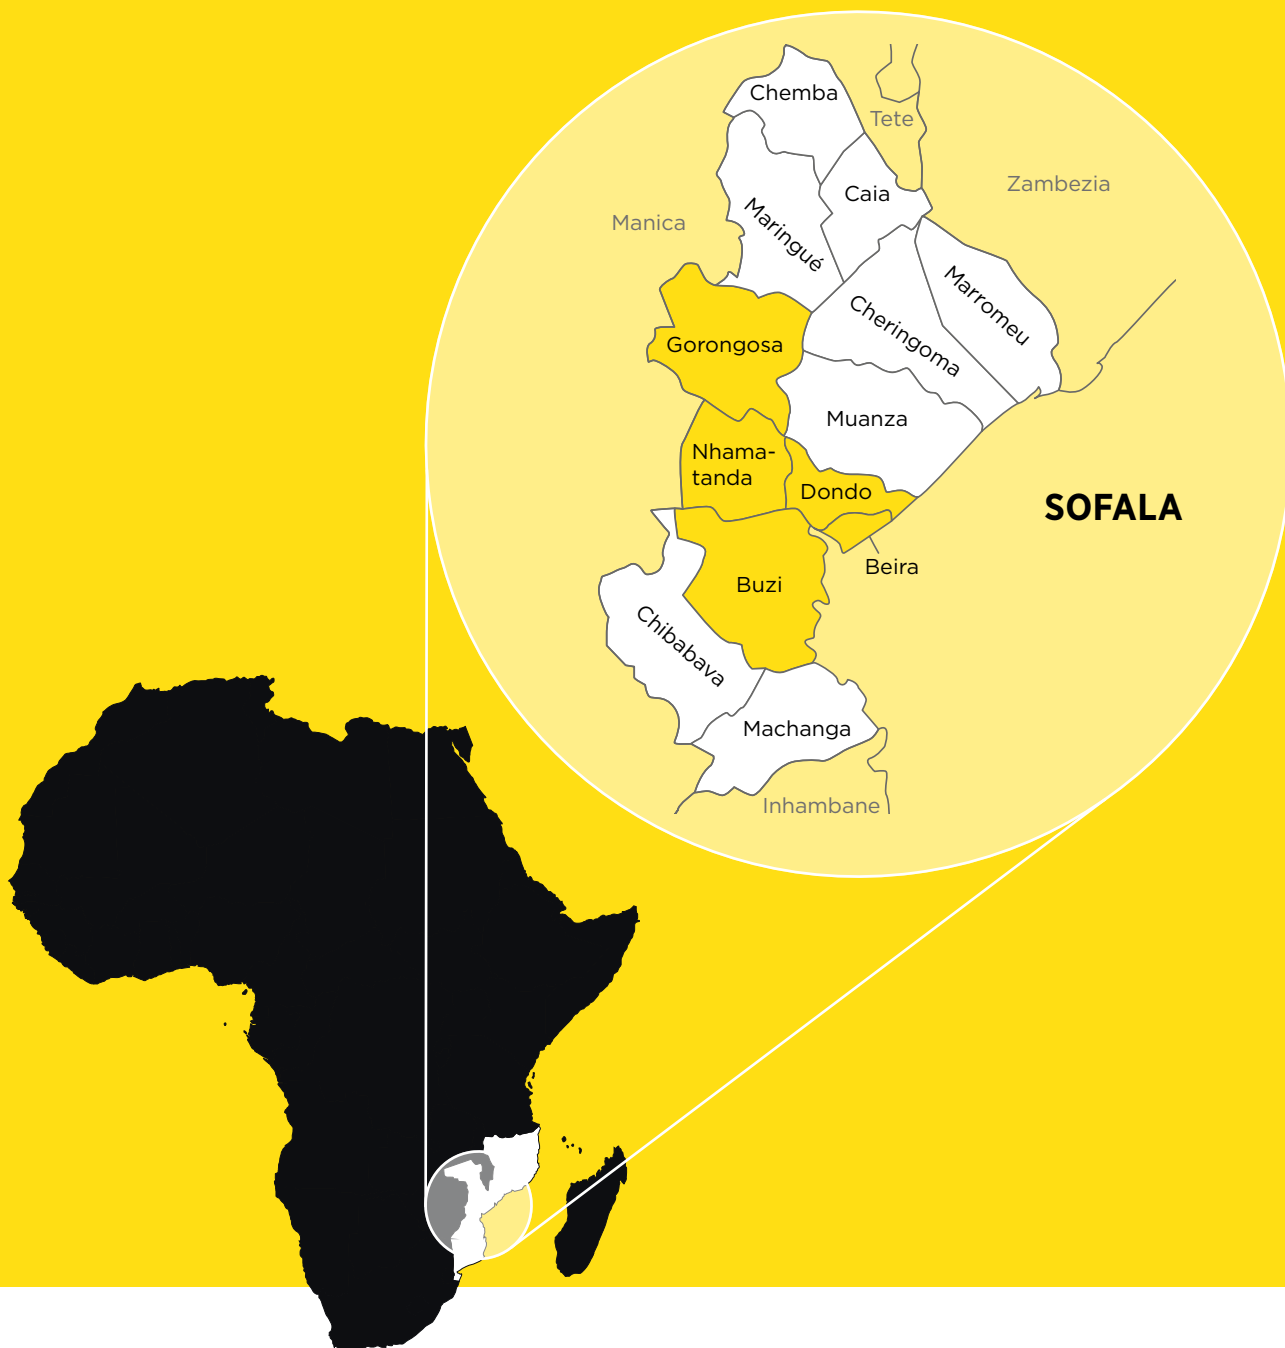 Chemba
Tete
Zambezia
Caia
Manica
Maringué
Marromeu
Cheringoma
Gorongosa
Muanza
Nhama-
tanda
Dondo
SOFALA
Beira
Buzi
Chibabava
Machanga
Inhambane